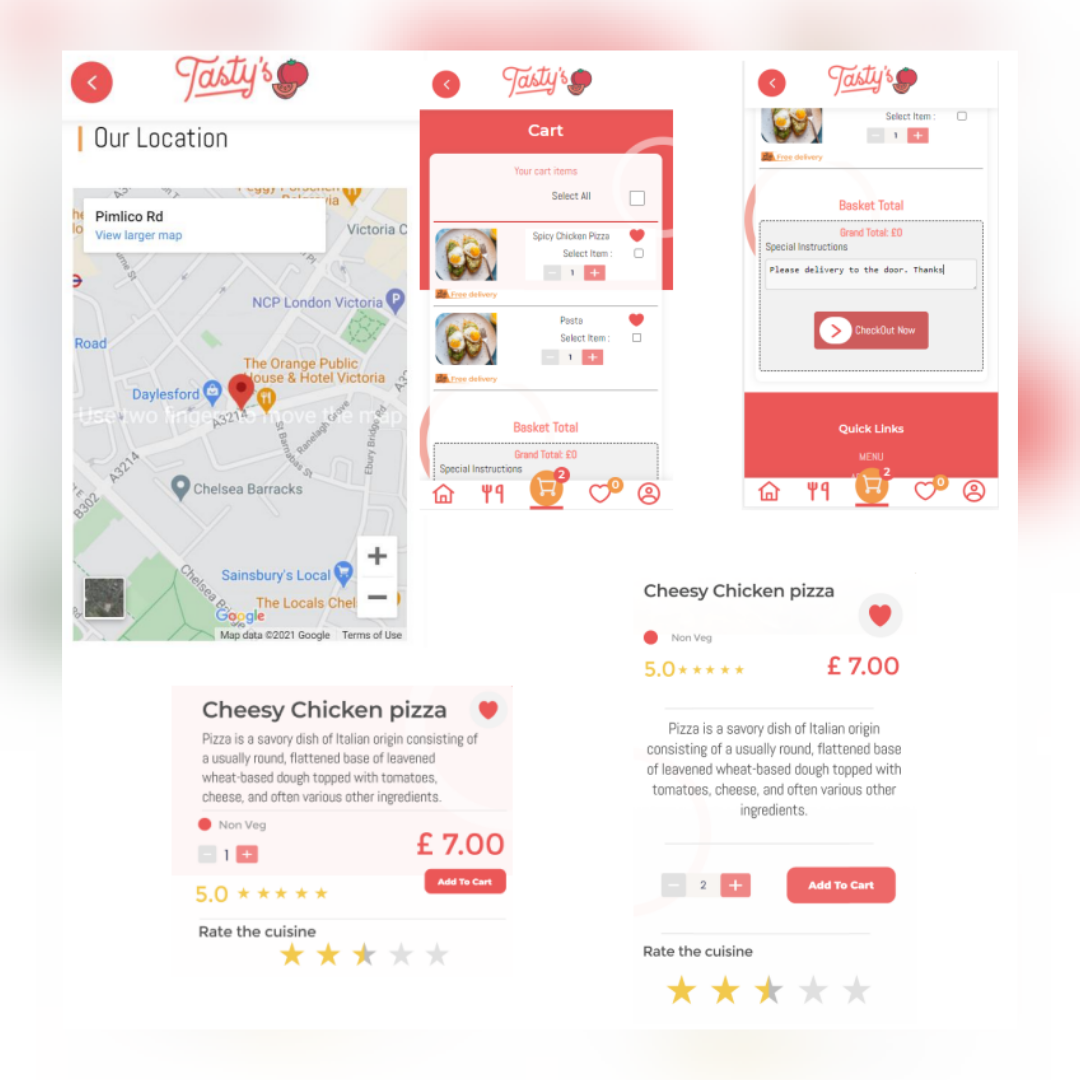 Tasty's
Our Location
Pimlico Rd
View larger map
Victoria C
NCP London Victoria
Road
The Orange Public
House & Hotel Victoria
Daylesford
Use two fingers to move the map
A3214
Ranelagh Grove
St Barnabas St
Ebury Bridge Rd
A3214
B302
Chelsea Barracks
Sainsbury's Local
The Locals Chel
Google
Map data ©2021 Google
Terms of Use
Tasty's
Cart
Your cart items
Select All
Spicy Chicken Pizza
Select Item :
1
Free delivery
Pasta
Select Item :
1
Free delivery
Basket Total
Grand Total: £0
Special Instructions
2
0
Tasty's
Select Item :
1
Free delivery
Basket Total
Grand Total: £0
Special Instructions
Please delivery to the door. Thanks
CheckOut Now
Quick Links
MENU
2
0
Cheesy Chicken pizza
Pizza is a savory dish of Italian origin consisting of
a usually round, flattened base of leavened
wheat-based dough topped with tomatoes,
cheese, and often various other ingredients.
Non Veg
1
£ 7.00
Add To Cart
5.0
Rate the cuisine
Cheesy Chicken pizza
Non Veg
5.0
£ 7.00
Pizza is a savory dish of Italian origin
consisting of a usually round, flattened base
of leavened wheat-based dough topped with
tomatoes, cheese, and often various other
ingredients.
2
Add To Cart
Rate the cuisine